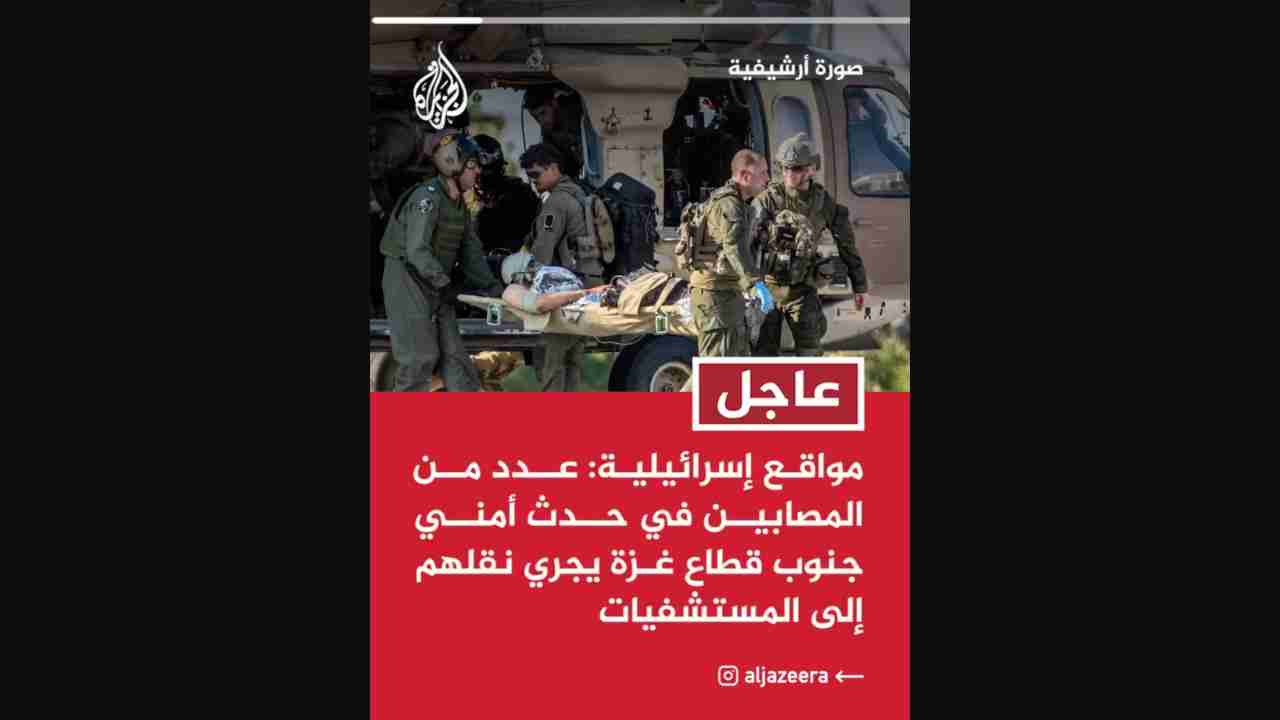 صورة أرشيفية
الجزيرة
عاجل
مواقع إسرائيلية: عدد من
المصابين في حدث أمني
جنوب قطاع غزة يجري نقلهم
إلى المستشفيات
aljazeera